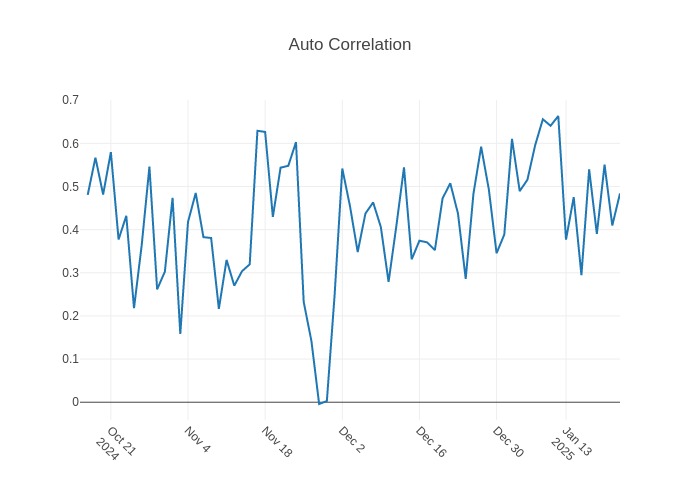 Auto Correlation
0.7
0.6
0.5
0.4
0.3
0.2
0.1
0
Oct 21
2024
Nov 4
Nov 18
Dec 2
Dec 16
Dec 30
Jan 13
2025